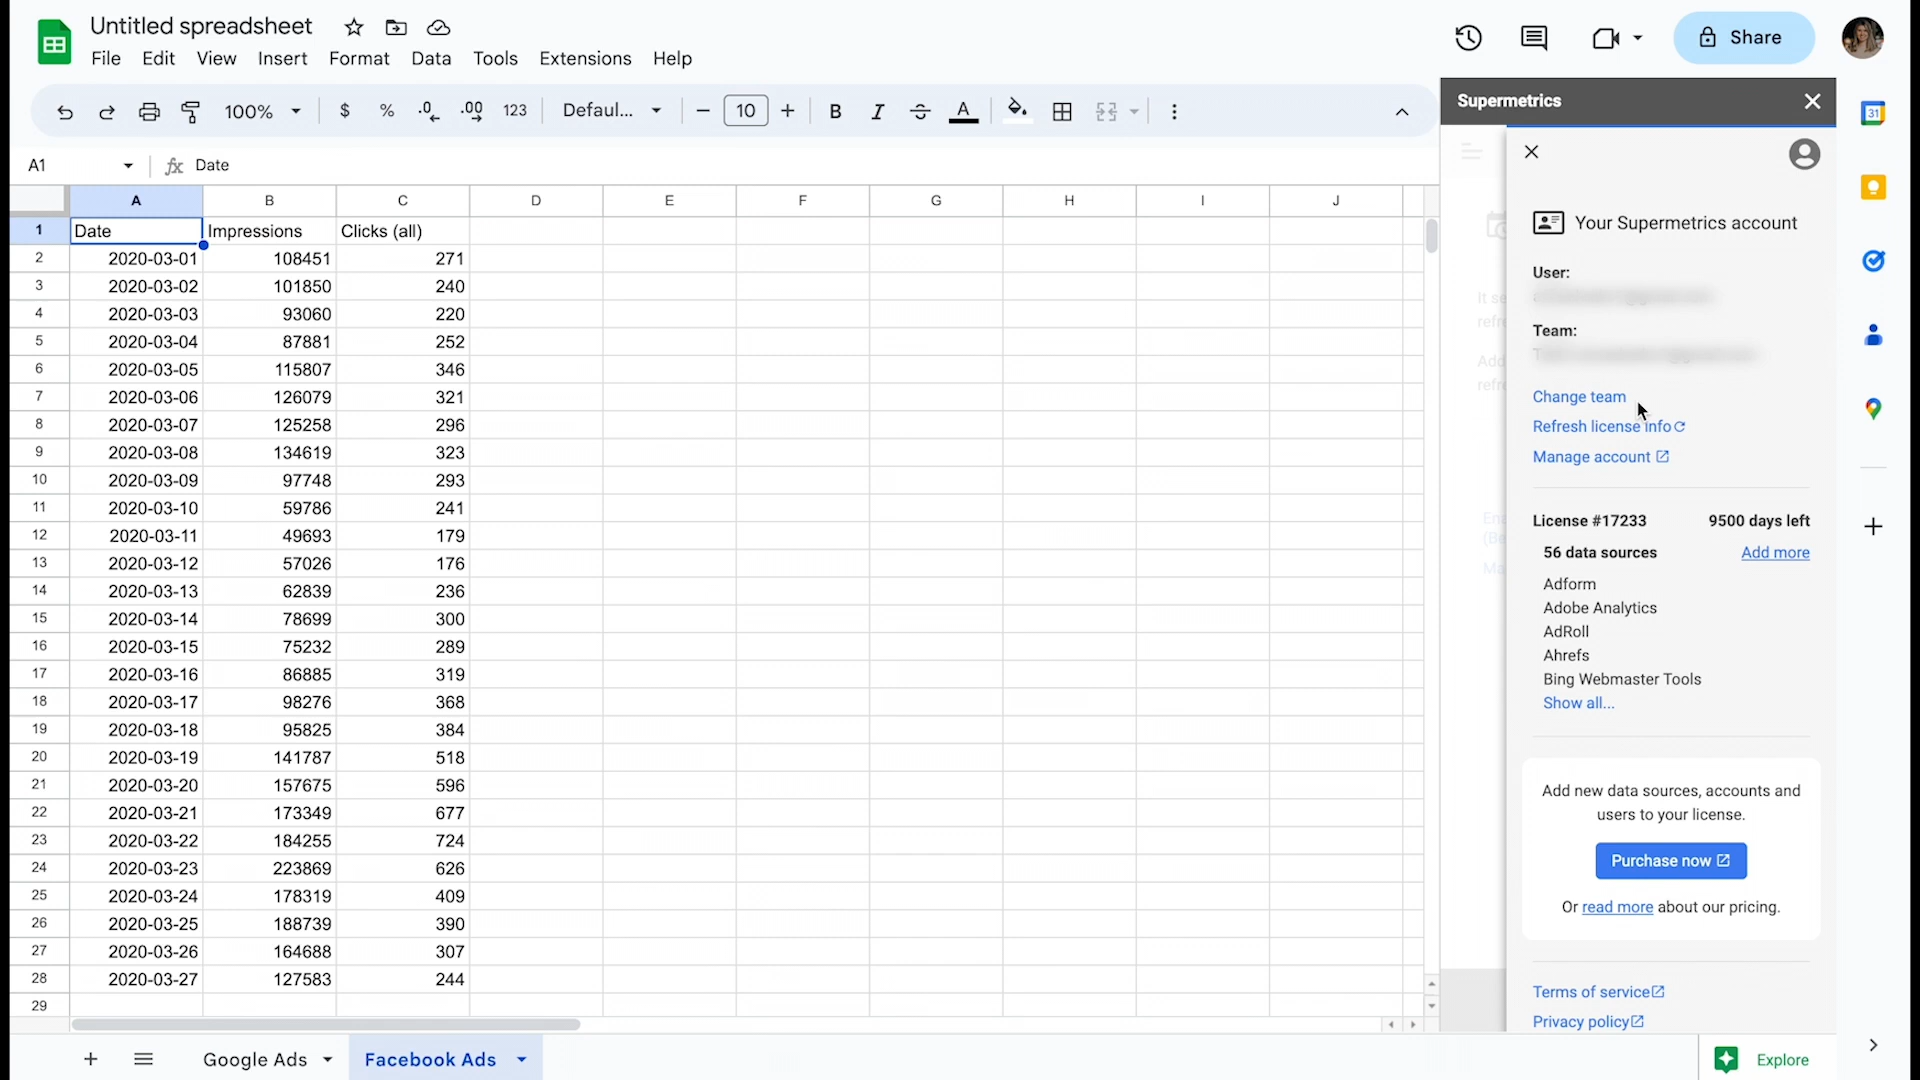 Untitled spreadsheet
File Edit View Insert Format Data Tools Extensions Help
Share
100% $ % .0 .00 123 Defaul... 10 B I S A
A1 fx Date
A B C D E F G H I J
1 Date Impressions Clicks (all)
2 2020-03-01 108451 271
3 2020-03-02 101850 240
4 2020-03-03 93060 220
5 2020-03-04 87881 252
6 2020-03-05 115807 346
7 2020-03-06 126079 321
8 2020-03-07 125258 296
9 2020-03-08 134619 323
10 2020-03-09 97748 293
11 2020-03-10 59786 241
12 2020-03-11 49693 179
13 2020-03-12 57026 176
14 2020-03-13 62839 236
15 2020-03-14 78699 300
16 2020-03-15 75232 289
17 2020-03-16 86885 319
18 2020-03-17 98276 368
19 2020-03-18 95825 384
20 2020-03-19 141787 518
21 2020-03-20 157675 596
22 2020-03-21 173349 677
23 2020-03-22 184255 724
24 2020-03-23 223869 626
25 2020-03-24 178319 409
26 2020-03-25 188739 390
27 2020-03-26 164688 307
28 2020-03-27 127583 244
29
Google Ads Facebook Ads
Explore
Supermetrics
31
Your Supermetrics account
User:
Team:
Change team
Refresh license info
Manage account
License #17233 9500 days left
56 data sources Add more
Adform
Adobe Analytics
AdRoll
Ahrefs
Bing Webmaster Tools
Show all...
Add new data sources, accounts and
users to your license.
Purchase now
Or read more about our pricing.
Terms of service
Privacy policy